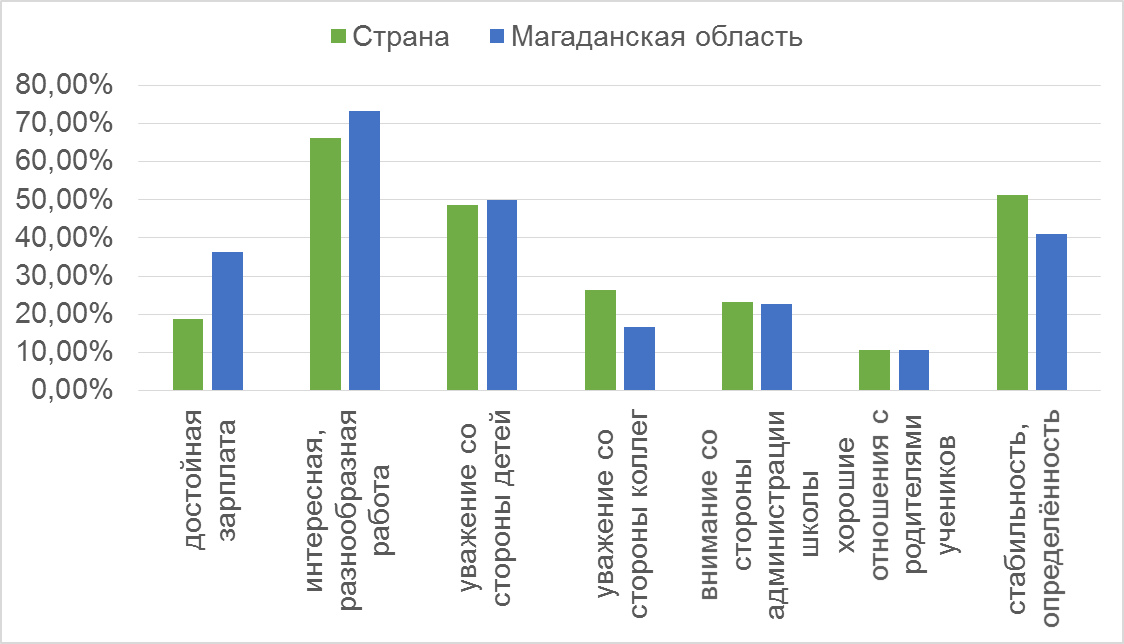 Страна Магаданская область
80,00%
70,00%
60,00%
50,00%
40,00%
30,00%
20,00%
10,00%
0,00%
достойная
зарплата
интересная,
разнообразная
работа
уважение со
стороны детей
уважение со
стороны коллег
внимание со
стороны
администрации
школы
хорошие
отношения с
родителями
учеников
стабильность,
определённость